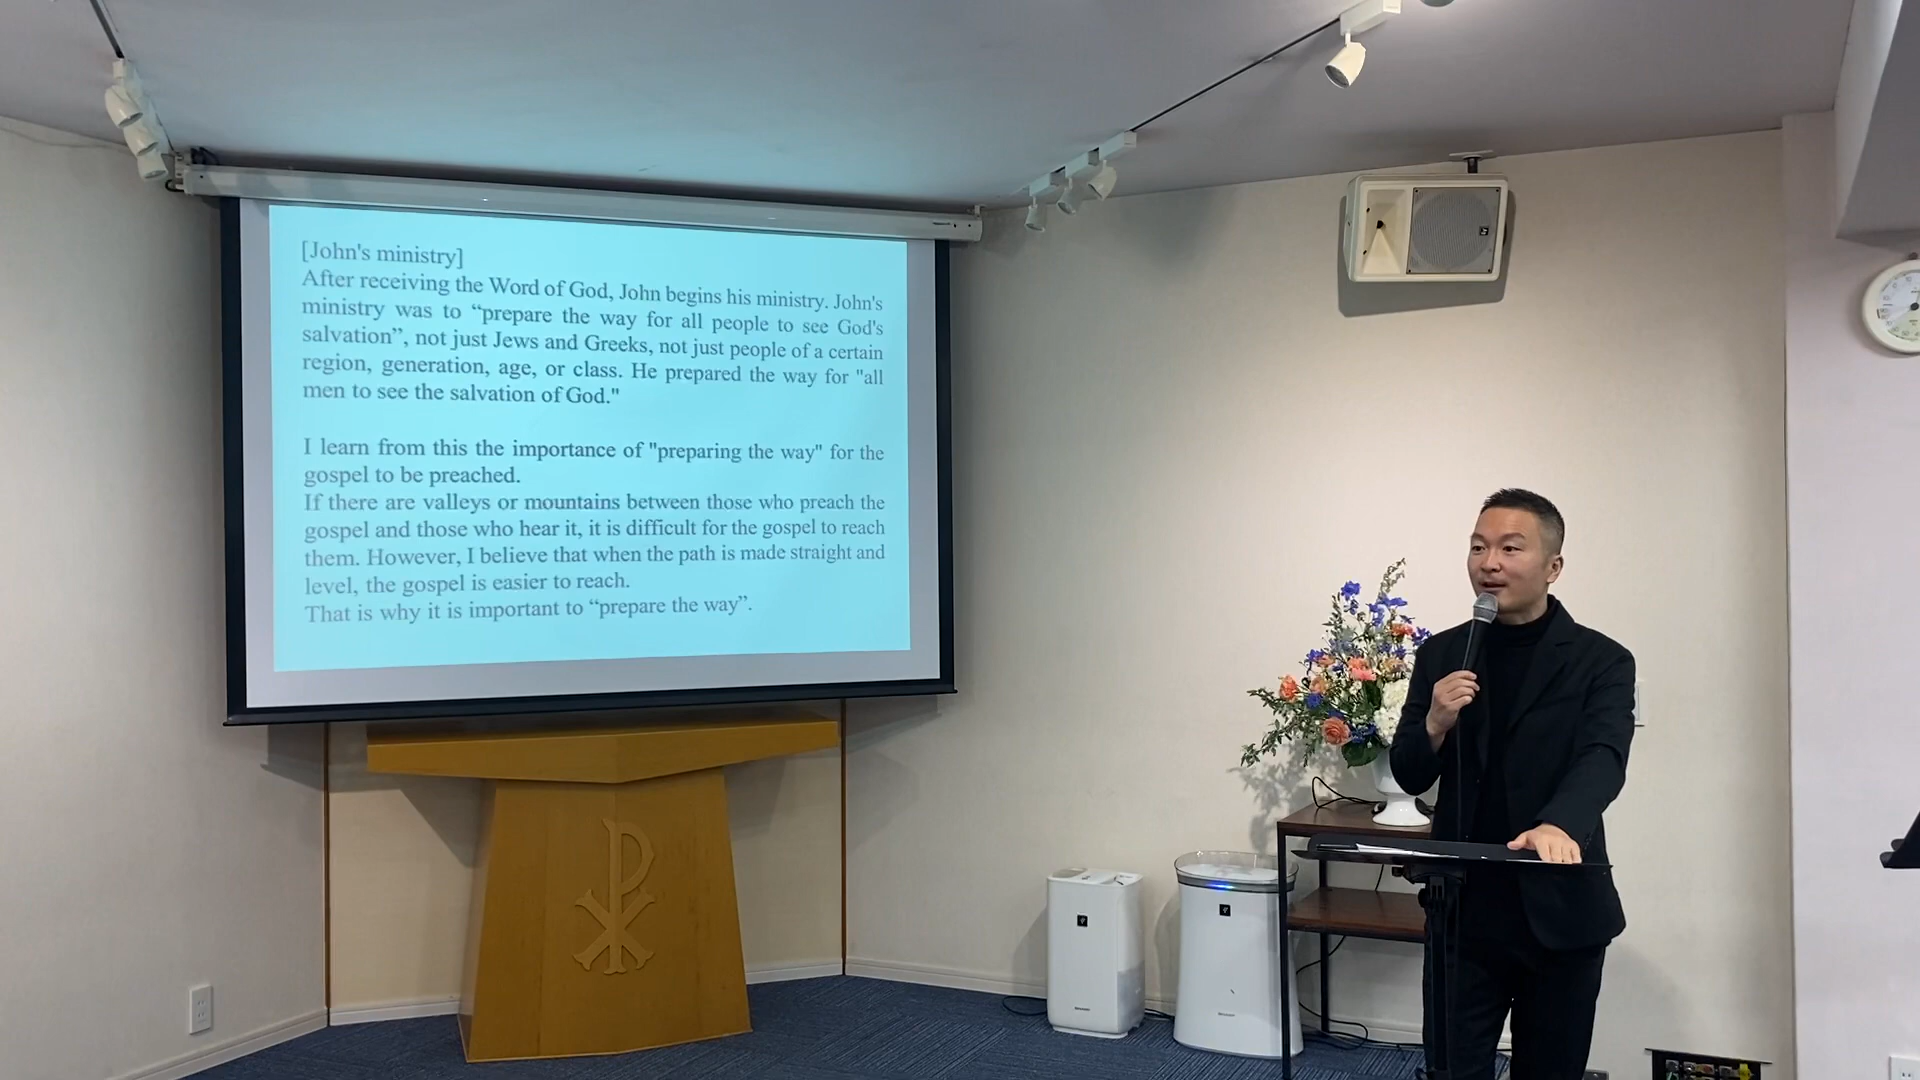 [John's ministry]
After receiving the Word of God, John begins his ministry. John's
ministry was to “prepare the way for all people to see God's
salvation”, not just Jews and Greeks, not just people of a certain
region, generation, age, or class. He prepared the way for "all
men to see the salvation of God."
I learn from this the importance of "preparing the way" for the
gospel to be preached.
If there are valleys or mountains between those who preach the
gospel and those who hear it, it is difficult for the gospel to reach
them. However, I believe that when the path is made straight and
level, the gospel is easier to reach.
That is why it is important to “prepare the way”.